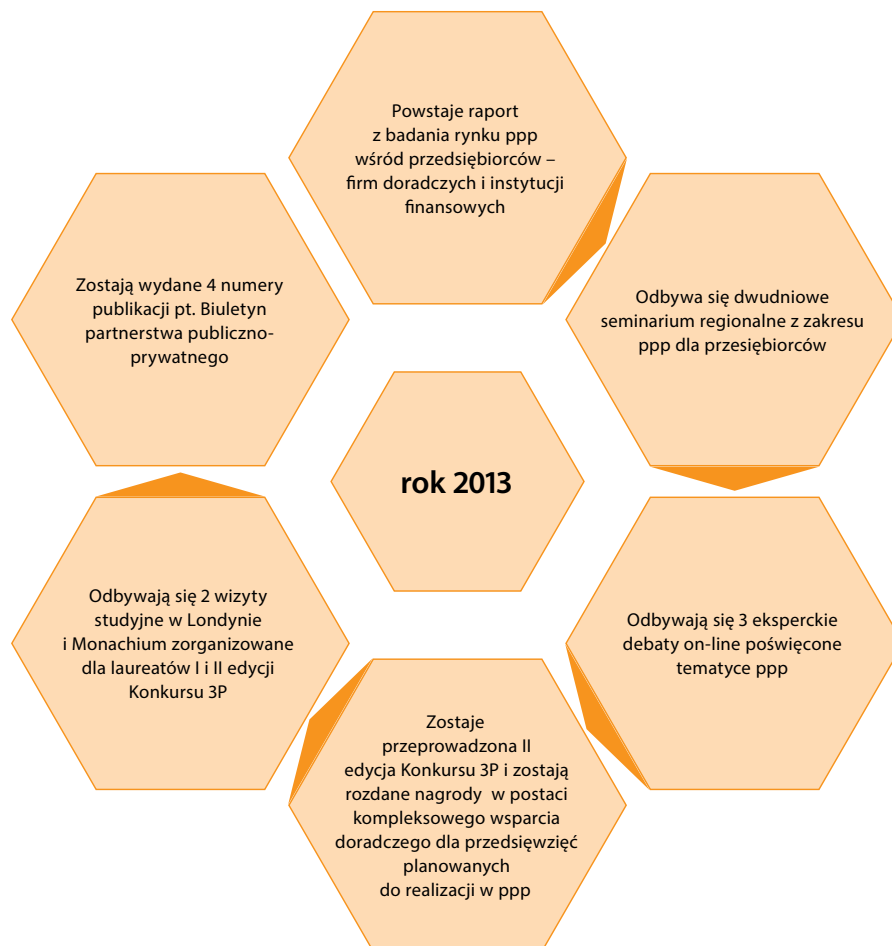 Powstaje raport
z badania rynku ppp
wśród przedsiębiorców –
firm doradczych i instytucji
finansowych
Odbywa się dwudniowe
seminarium regionalne z zakresu
ppp dla przesiębiorców
Odbywają się 3 eksperckie
debaty on-line poświęcone
tematyce ppp
Zostaje
przeprowadzona II
edycja Konkursu 3P i zostają
rozdane nagrody w postaci
kompleksowego wsparcia
doradczego dla przedsięwzięć
planowanych
do realizacji w ppp
Odbywają się 2 wizyty
studyjne w Londynie
i Monachium zorganizowane
dla laureatów I i II edycji
Konkursu 3P
Zostają wydane 4 numery
publikacji pt. Biuletyn
partnerstwa publiczno-
prywatnego
rok 2013